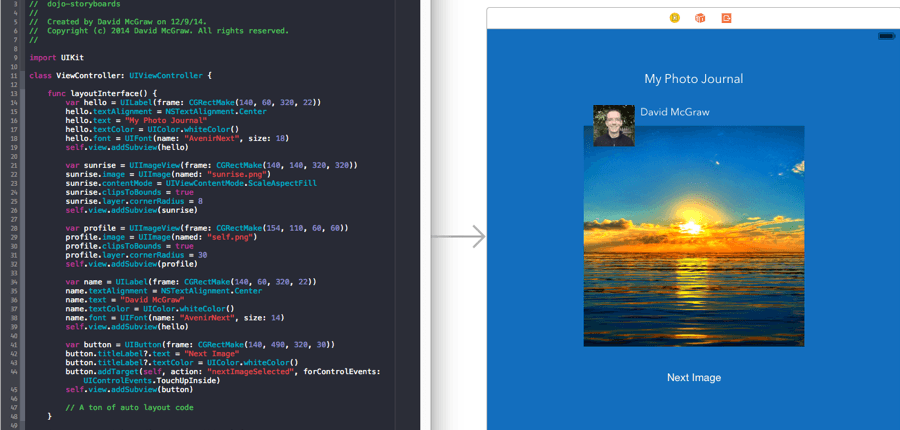 3 // dojo-storyboards
4 //
5 // Created by David McGraw on 12/9/14.
6 // Copyright (c) 2014 David McGraw. All rights reserved.
7 //
8
9 import UIKit
10
11 class ViewController: UIViewController {
12
13 func layoutInterface() {
14 var hello = UILabel(frame: CGRectMake(140, 60, 320, 22))
15 hello.textAlignment = NSTextAlignment.Center
16 hello.text = "My Photo Journal"
17 hello.textColor = UIColor.whiteColor()
18 hello.font = UIFont(name: "AvenirNext", size: 18)
19 self.view.addSubview(hello)
20
21 var sunrise = UIImageView(frame: CGRectMake(140, 140, 320, 320))
22 sunrise.image = UIImage(named: "sunrise.png")
23 sunrise.contentMode = UIViewContentMode.ScaleAspectFill
24 sunrise.clipsToBounds = true
25 sunrise.layer.cornerRadius = 8
26 self.view.addSubview(sunrise)
27
28 var profile = UIImageView(frame: CGRectMake(154, 110, 60, 60))
29 profile.image = UIImage(named: "self.png")
30 profile.clipsToBounds = true
31 profile.layer.cornerRadius = 30
32 self.view.addSubview(profile)
33
34 var name = UILabel(frame: CGRectMake(140, 60, 320, 22))
35 name.textAlignment = NSTextAlignment.Center
36 name.text = "David McGraw"
37 name.textColor = UIColor.whiteColor()
38 name.font = UIFont(name: "AvenirNext", size: 14)
39 self.view.addSubview(hello)
40
41 var button = UIButton(frame: CGRectMake(140, 490, 320, 30))
42 button.titleLabel?.text = "Next Image"
43 button.titleLabel?.textColor = UIColor.whiteColor()
44 button.addTarget(self, action: "nextImageSelected", forControlEvents:
UIControlEvents.TouchUpInside)
45 self.view.addSubview(button)
46
47 // A ton of auto layout code
48 }
49
My Photo Journal
David McGraw
Next Image